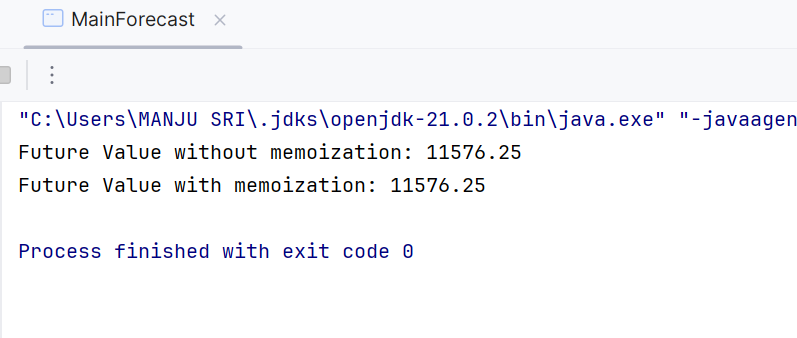 MainForecast
"C:\Users\MANJU SRI\.jdks\openjdk-21.0.2\bin\java.exe" "-javaagen
Future Value without memoization: 11576.25
Future Value with memoization: 11576.25
Process finished with exit code 0